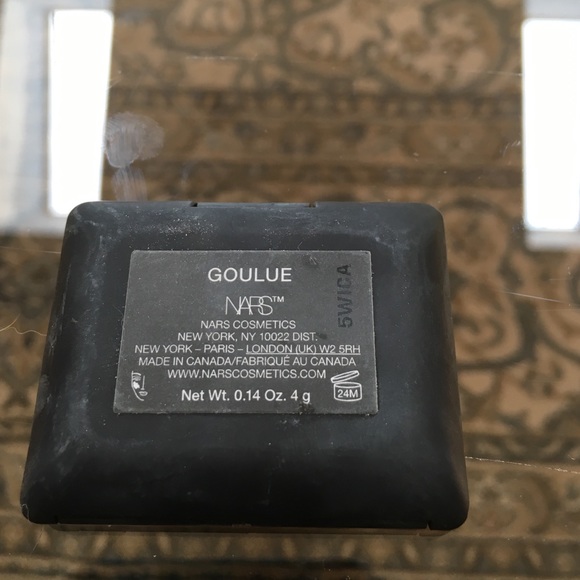 GOULUE
NARS™
NARS COSMETICS
NEW YORK, NY 10022 DIST.
NEW YORK – PARIS – LONDON (UK) W2 5RH
MADE IN CANADA/FABRIQUÉ AU CANADA
WWW.NARSCOSMETICS.COM
Net Wt. 0.14 Oz. 4 g
24M
5WICA